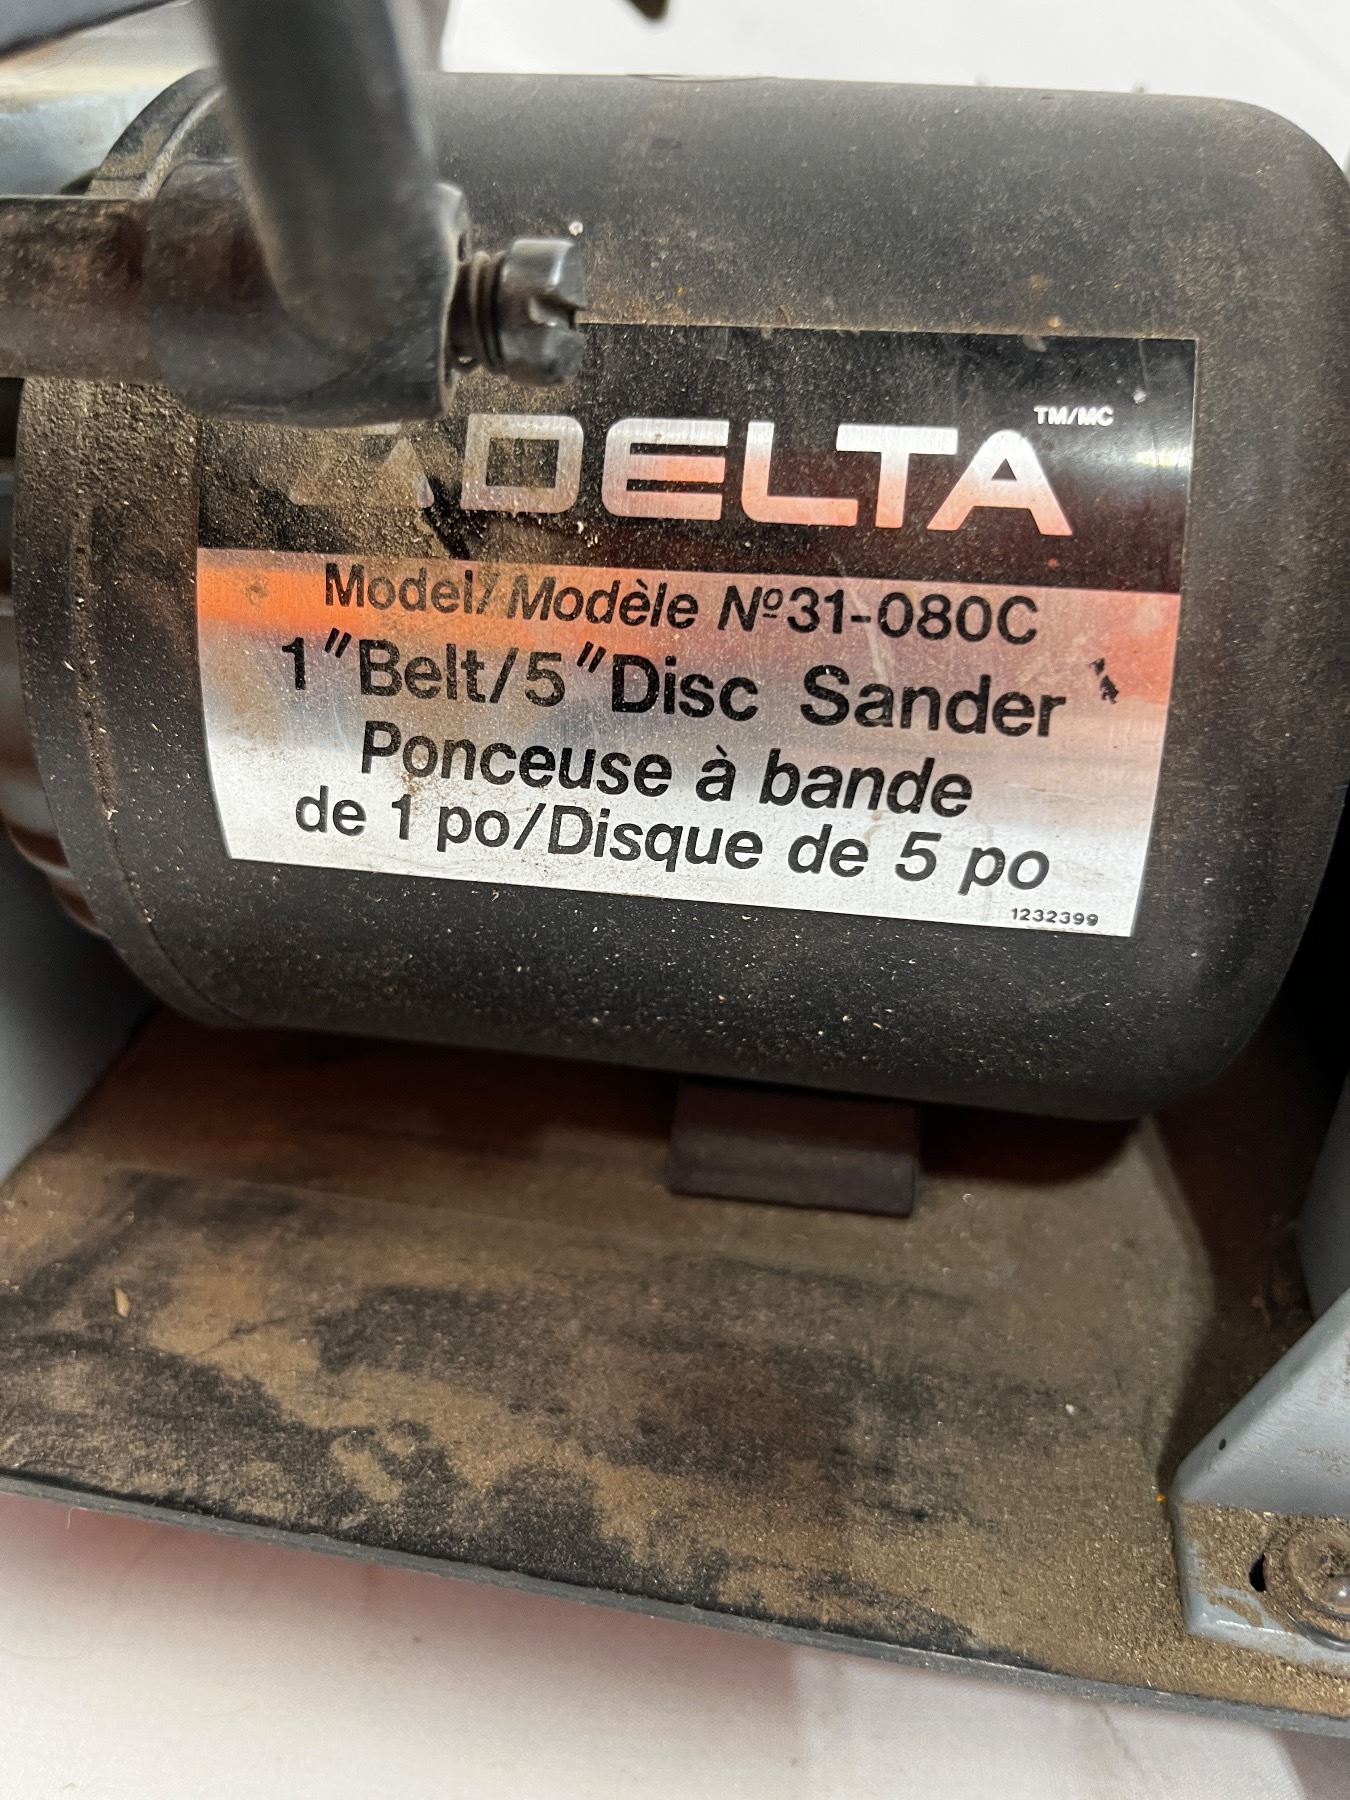 DELTA TM/MC
Model/Modèle Nº31-080C
1"Belt/5"Disc Sander
Ponceuse à bande
de 1 po/Disque de 5 po
1232399